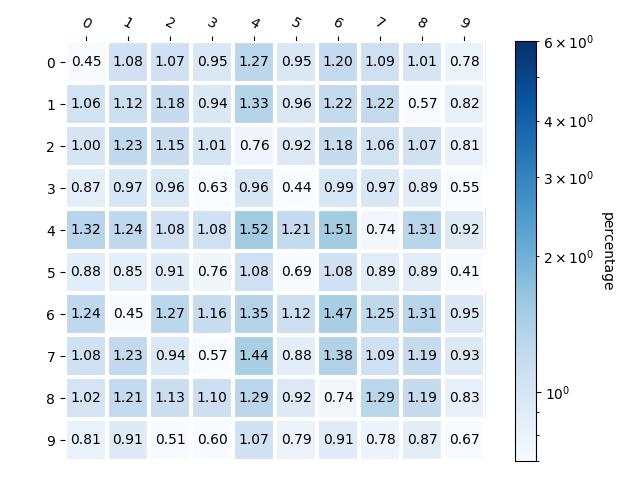 0 1 2 3 4 5 6 7 8 9
0 0.45 1.08 1.07 0.95 1.27 0.95 1.20 1.09 1.01 0.78
1 1.06 1.12 1.18 0.94 1.33 0.96 1.22 1.22 0.57 0.82
2 1.00 1.23 1.15 1.01 0.76 0.92 1.18 1.06 1.07 0.81
3 0.87 0.97 0.96 0.63 0.96 0.44 0.99 0.97 0.89 0.55
4 1.32 1.24 1.08 1.08 1.52 1.21 1.51 0.74 1.31 0.92
5 0.88 0.85 0.91 0.76 1.08 0.69 1.08 0.89 0.89 0.41
6 1.24 0.45 1.27 1.16 1.35 1.12 1.47 1.25 1.31 0.95
7 1.08 1.23 0.94 0.57 1.44 0.88 1.38 1.09 1.19 0.93
8 1.02 1.21 1.13 1.10 1.29 0.92 0.74 1.29 1.19 0.83
9 0.81 0.91 0.51 0.60 1.07 0.79 0.91 0.78 0.87 0.67
6 × 10⁰
4 × 10⁰
3 × 10⁰
2 × 10⁰
10⁰
percentage